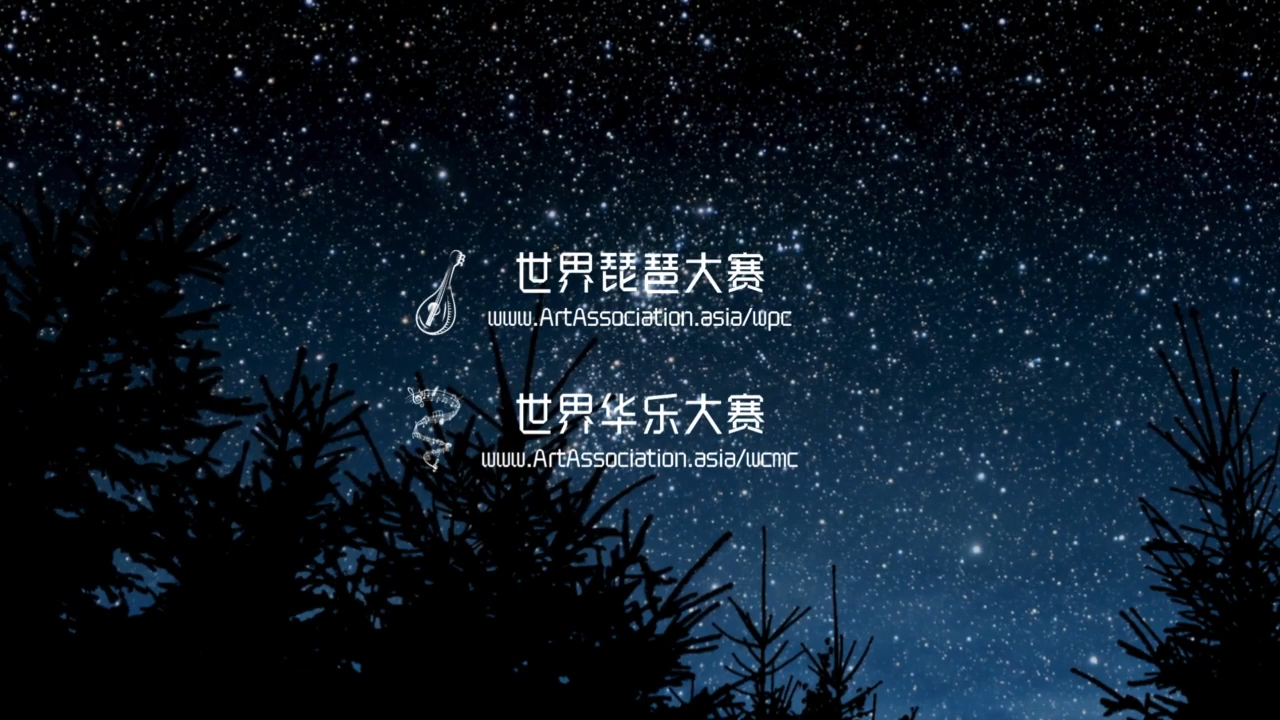 世界琵琶大赛
www.ArtAssociation.asia/wpc
世界华乐大赛
www.ArtAssociation.asia/wcmc